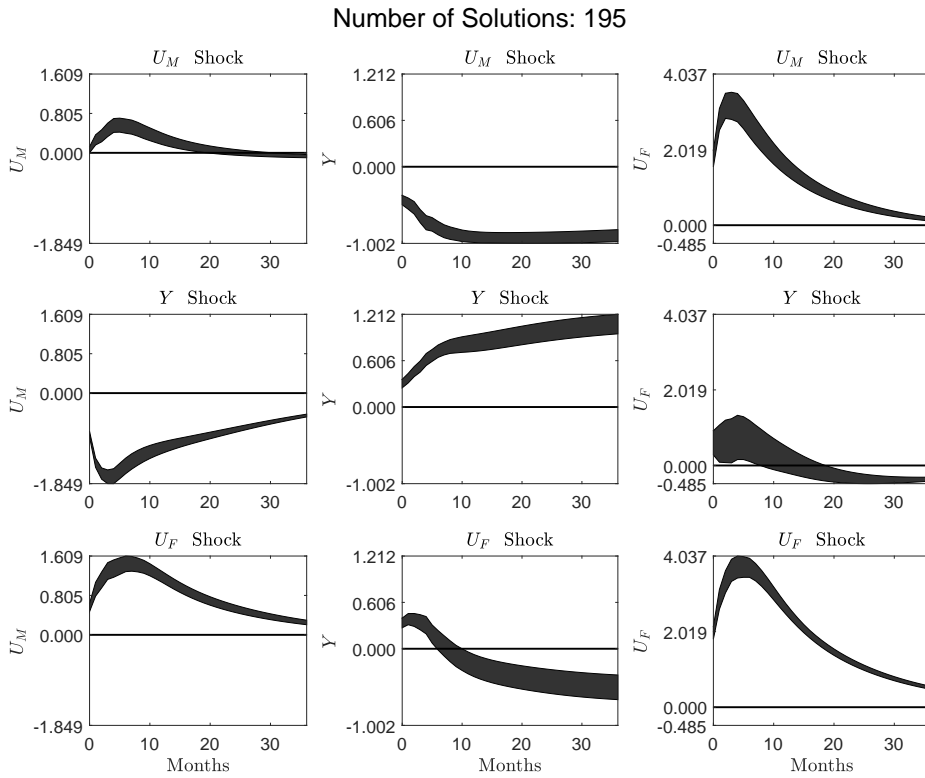 Number of Solutions: 195
U_M Shock
1.609
0.805
0.000
-1.849
U_M
0 10 20 30
U_M Shock
1.212
0.606
0.000
-1.002
Y
0 10 20 30
U_M Shock
4.037
2.019
0.000
-0.485
U_F
0 10 20 30
Y Shock
1.609
0.805
0.000
-1.849
U_M
0 10 20 30
Y Shock
1.212
0.606
0.000
-1.002
Y
0 10 20 30
Y Shock
4.037
2.019
0.000
-0.485
U_F
0 10 20 30
U_F Shock
1.609
0.805
0.000
-1.849
U_M
0 10 20 30
Months
U_F Shock
1.212
0.606
0.000
-1.002
Y
0 10 20 30
Months
U_F Shock
4.037
2.019
0.000
-0.485
U_F
0 10 20 30
Months